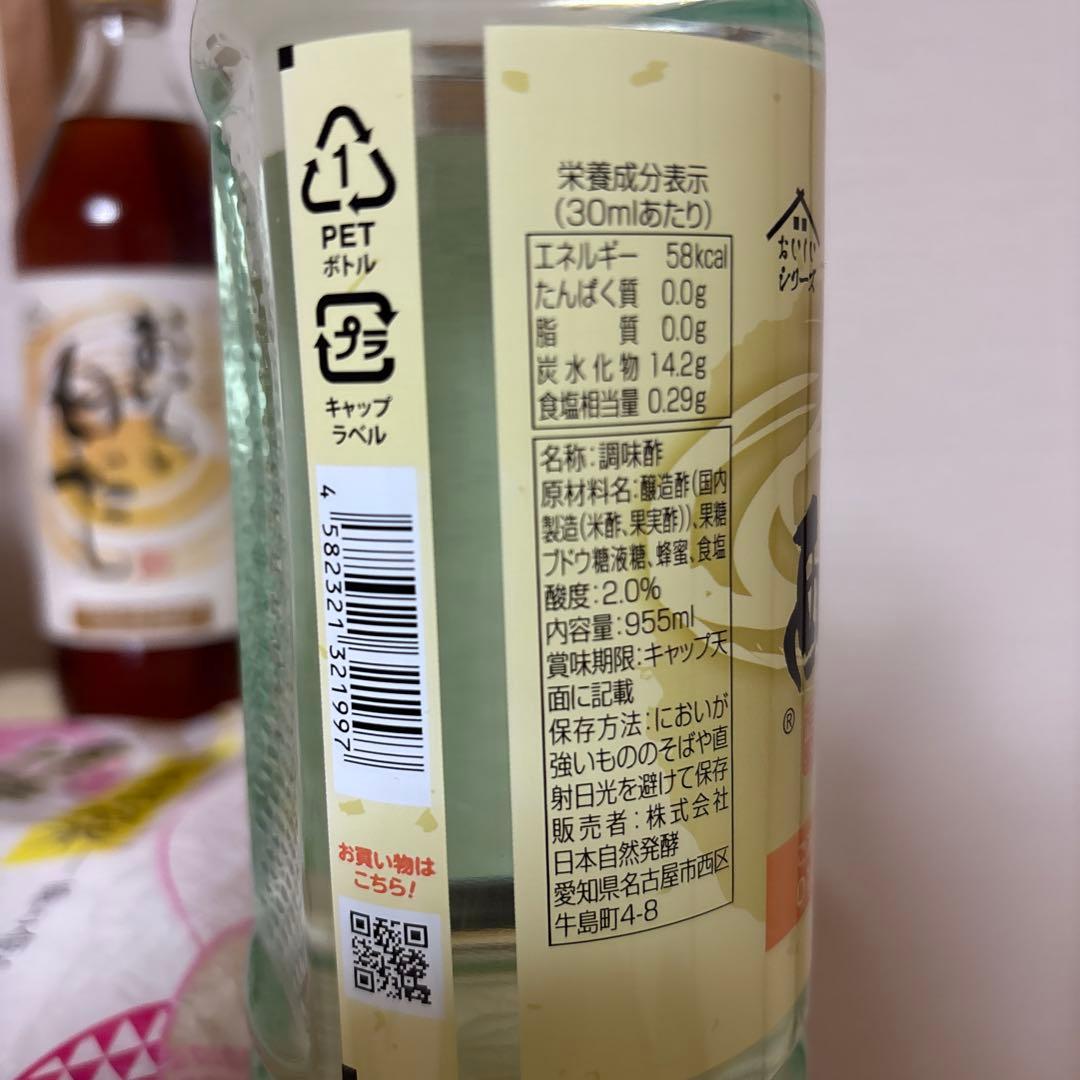 1
PET
ボトル
プラ
キャップ
ラベル
4 582321 321997
お買い物は
こちら!
栄養成分表示
(30mlあたり)
エネルギー 58kcal
たんぱく質 0.0g
脂 質 0.0g
炭水化物 14.2g
食塩相当量 0.29g
名称:調味酢
原材料名:醸造酢(国内
製造(米酢、果実酢))、果糖
ブドウ糖液糖、蜂蜜、食塩
酸度:2.0%
内容量:955ml
賞味期限:キャップ天
面に記載
保存方法:においが
強いもののそばや直
射日光を避けて保存
販売者:株式会社
日本自然発酵
愛知県名古屋市西区
牛島町4-8
おいしい
シリーズ
®